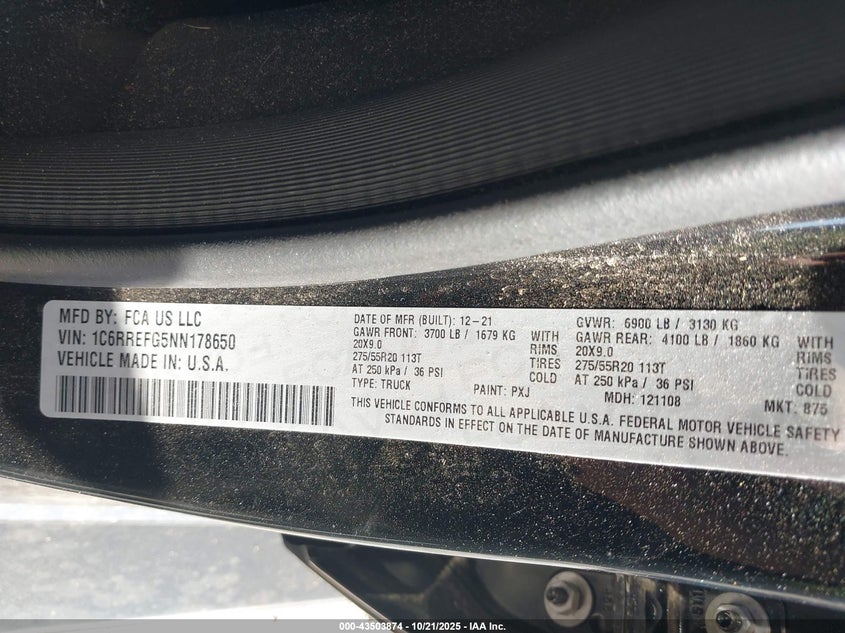 MFD BY: FCA US LLC
VIN: 1C6RREFG5NN178650
VEHICLE MADE IN: U.S.A.
DATE OF MFR (BUILT): 12-21
GAWR FRONT: 3700 LB / 1679 KG WITH
20X9.0 RIMS
275/55R20 113T TIRES
AT 250 kPa / 36 PSI COLD
TYPE: TRUCK PAINT: PXJ
GVWR: 6900 LB / 3130 KG
GAWR REAR: 4100 LB / 1860 KG WITH
20X9.0 RIMS
275/55R20 113T TIRES
AT 250 kPa / 36 PSI COLD
MDH: 121108 MKT: 875
THIS VEHICLE CONFORMS TO ALL APPLICABLE U.S.A. FEDERAL MOTOR VEHICLE SAFETY
STANDARDS IN EFFECT ON THE DATE OF MANUFACTURE SHOWN ABOVE.
000-43503874 - 10/21/2025 - IAA Inc.